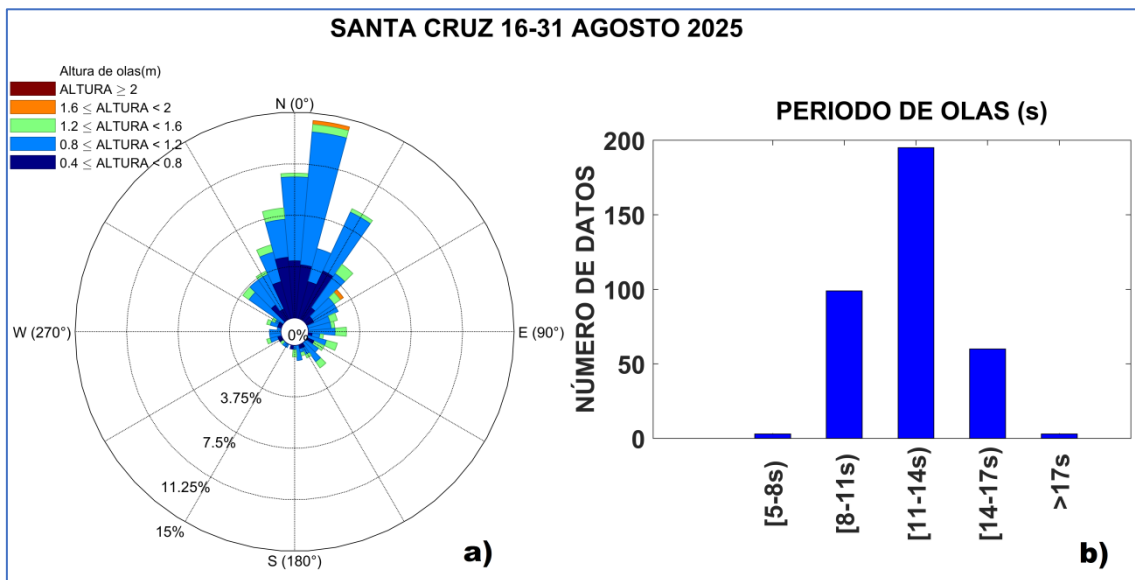 SANTA CRUZ 16-31 AGOSTO 2025
Altura de olas(m)
ALTURA ≥ 2
1.6 ≤ ALTURA < 2
1.2 ≤ ALTURA < 1.6
0.8 ≤ ALTURA < 1.2
0.4 ≤ ALTURA < 0.8
N (0°)
W (270°)
0%
E (90°)
3.75%
7.5%
11.25%
15%
S (180°)
a)
PERIODO DE OLAS (s)
NÚMERO DE DATOS
200
150
100
50
0
[5-8s)
[8-11s)
[11-14s)
[14-17s)
>17s
b)